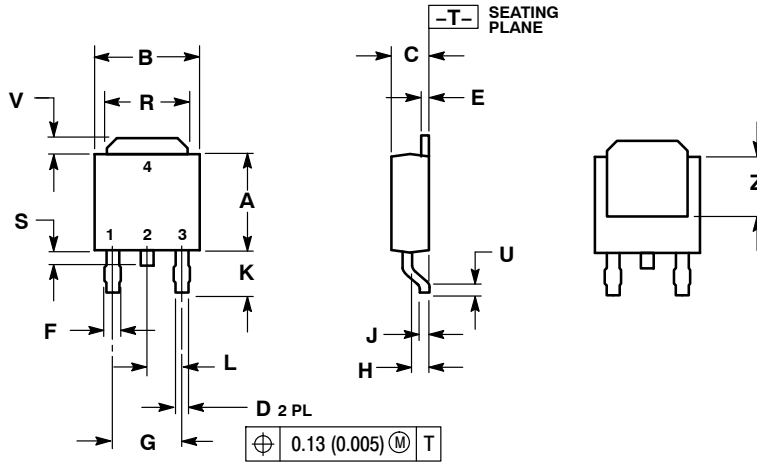 –T– SEATING
PLANE
B
C
V
R
E
4
A
Z
S
1 2 3
U
K
F
J
L
H
D 2 PL
G
⌖ 0.13 (0.005) Ⓜ T